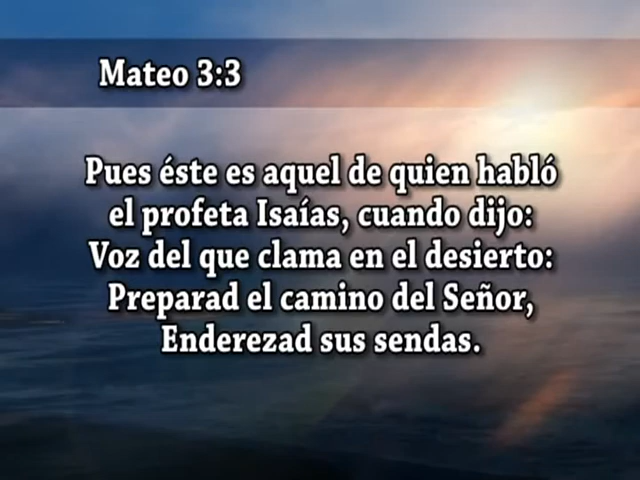 Mateo 3:3
Pues éste es aquel de quien habló
el profeta Isaías, cuando dijo:
Voz del que clama en el desierto:
Preparad el camino del Señor,
Enderezad sus sendas.